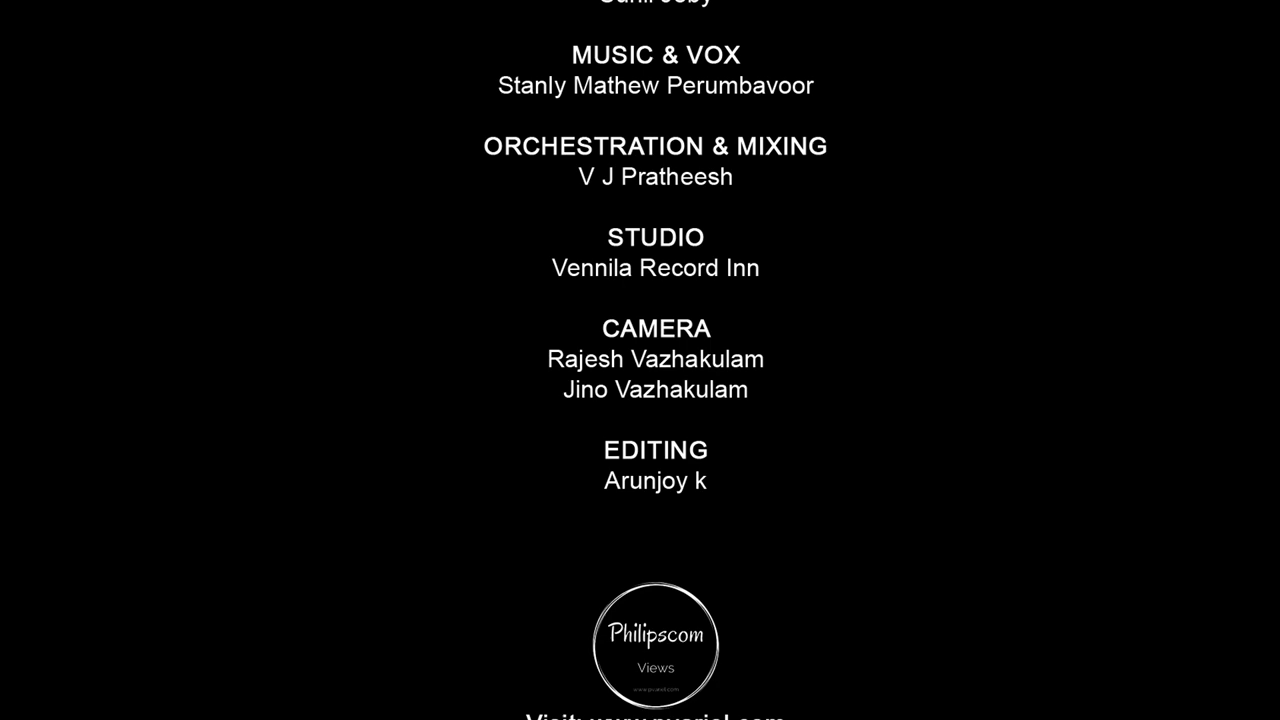 MUSIC & VOX
Stanly Mathew Perumbavoor
ORCHESTRATION & MIXING
V J Pratheesh
STUDIO
Vennila Record Inn
CAMERA
Rajesh Vazhakulam
Jino Vazhakulam
EDITING
Arunjoy k
Philipscom
Views